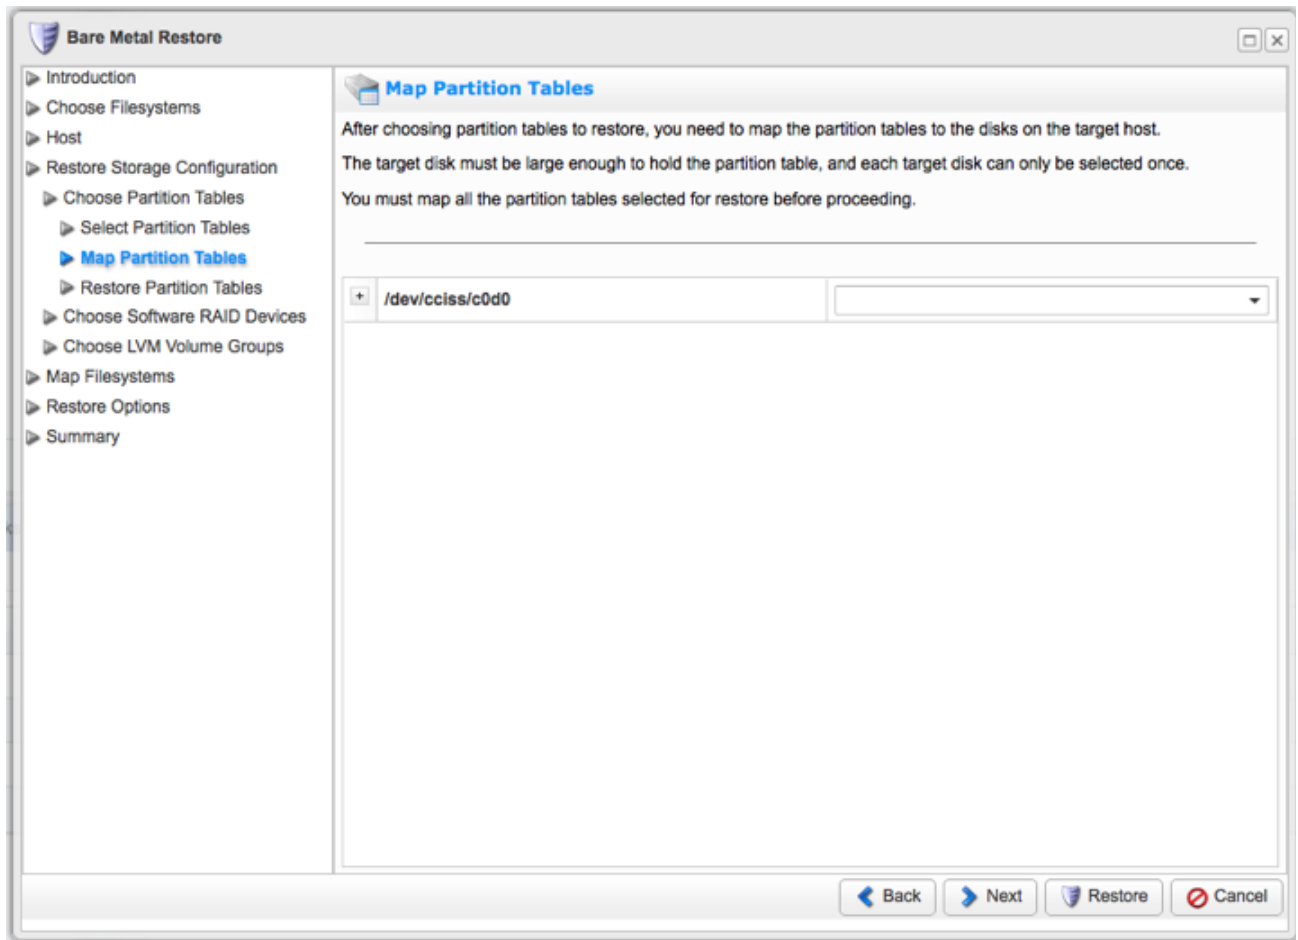 Bare Metal Restore
Introduction
Choose Filesystems
Host
Restore Storage Configuration
Choose Partition Tables
Select Partition Tables
Map Partition Tables
Restore Partition Tables
Choose Software RAID Devices
Choose LVM Volume Groups
Map Filesystems
Restore Options
Summary
Map Partition Tables
After choosing partition tables to restore, you need to map the partition tables to the disks on the target host.
The target disk must be large enough to hold the partition table, and each target disk can only be selected once.
You must map all the partition tables selected for restore before proceeding.
/dev/cciss/c0d0
Back Next Restore Cancel